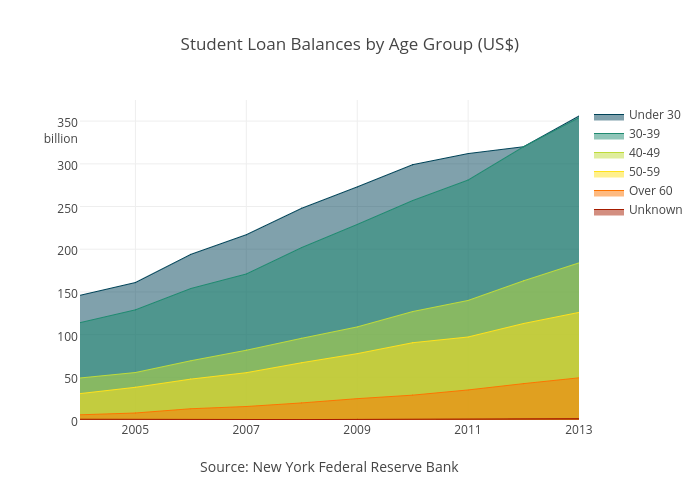 Student Loan Balances by Age Group (US$)
350
billion
300
250
200
150
100
50
0
2005
2007
2009
2011
2013
Under 30
30-39
40-49
50-59
Over 60
Unknown
Source: New York Federal Reserve Bank